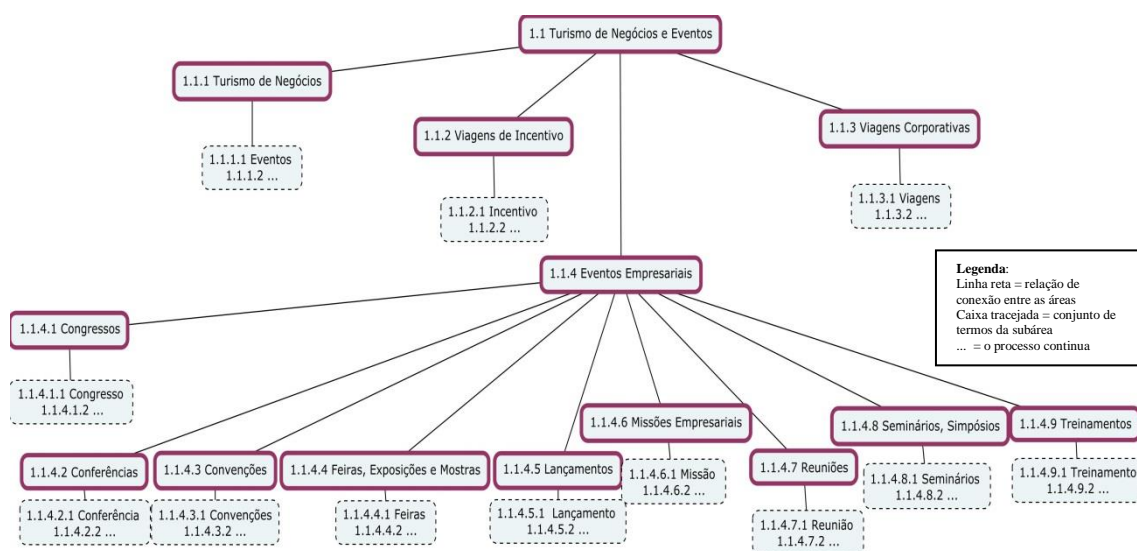 1.1 Turismo de Negócios e Eventos
1.1.1 Turismo de Negócios
1.1.1.1 Eventos
1.1.1.2 ...
1.1.2 Viagens de Incentivo
1.1.2.1 Incentivo
1.1.2.2 ...
1.1.3 Viagens Corporativas
1.1.3.1 Viagens
1.1.3.2 ...
1.1.4 Eventos Empresariais
Legenda:
Linha reta = relação de
conexão entre as áreas
Caixa tracejada = conjunto de
termos da subárea
... = o processo continua
1.1.4.1 Congressos
1.1.4.1.1 Congresso
1.1.4.1.2 ...
1.1.4.2 Conferências
1.1.4.2.1 Conferência
1.1.4.2.2 ...
1.1.4.3 Convenções
1.1.4.3.1 Convenções
1.1.4.3.2 ...
1.1.4.4 Feiras, Exposições e Mostras
1.1.4.4.1 Feiras
1.1.4.4.2 ...
1.1.4.5 Lançamentos
1.1.4.5.1 Lançamento
1.1.4.5.2 ...
1.1.4.6 Missões Empresariais
1.1.4.6.1 Missão
1.1.4.6.2 ...
1.1.4.7 Reuniões
1.1.4.7.1 Reunião
1.1.4.7.2 ...
1.1.4.8 Seminários, Simpósios
1.1.4.8.1 Seminários
1.1.4.8.2 ...
1.1.4.9 Treinamentos
1.1.4.9.1 Treinamento
1.1.4.9.2 ...